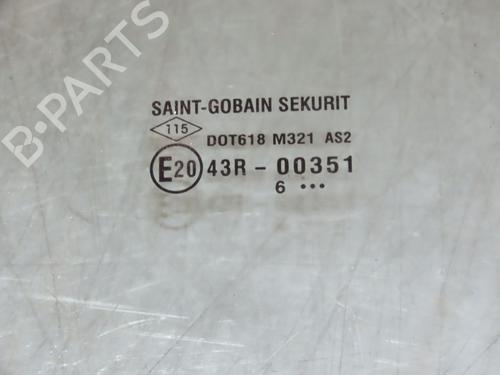 SAINT-GOBAIN SEKURIT
115
DOT618 M321 AS2
E20 43R - 00351
6 •••
B-PARTS